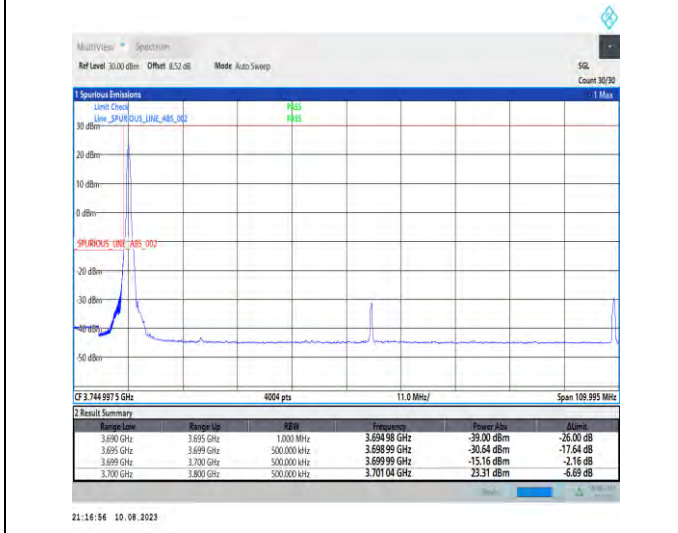 MultiView Spectrum
Ref Level 30.00 dBm Offset 8.52 dB Mode Auto Sweep SGL
Count 30/30
1 Spurious Emissions 1 Max
Limit Check PASS
Line _SPURIOUS_LINE_ABS_002 PASS
30 dBm
20 dBm
10 dBm
0 dBm
_SPURIOUS_LINE_ABS_002
-20 dBm
-30 dBm
-40 dBm
-50 dBm
CF 3.744 997 5 GHz 4004 pts 11.0 MHz/ Span 109.995 MHz
2 Result Summary
Range Low Range Up RBW Frequency Power Abs ΔLimit
3.690 GHz 3.695 GHz 1.000 MHz 3.694 98 GHz -39.00 dBm -26.00 dB
3.695 GHz 3.699 GHz 500.000 kHz 3.698 99 GHz -30.64 dBm -17.64 dB
3.699 GHz 3.700 GHz 500.000 kHz 3.699 99 GHz -15.16 dBm -2.16 dB
3.700 GHz 3.800 GHz 500.000 kHz 3.701 04 GHz 23.31 dBm -6.69 dB
21:16:56 10.08.2023